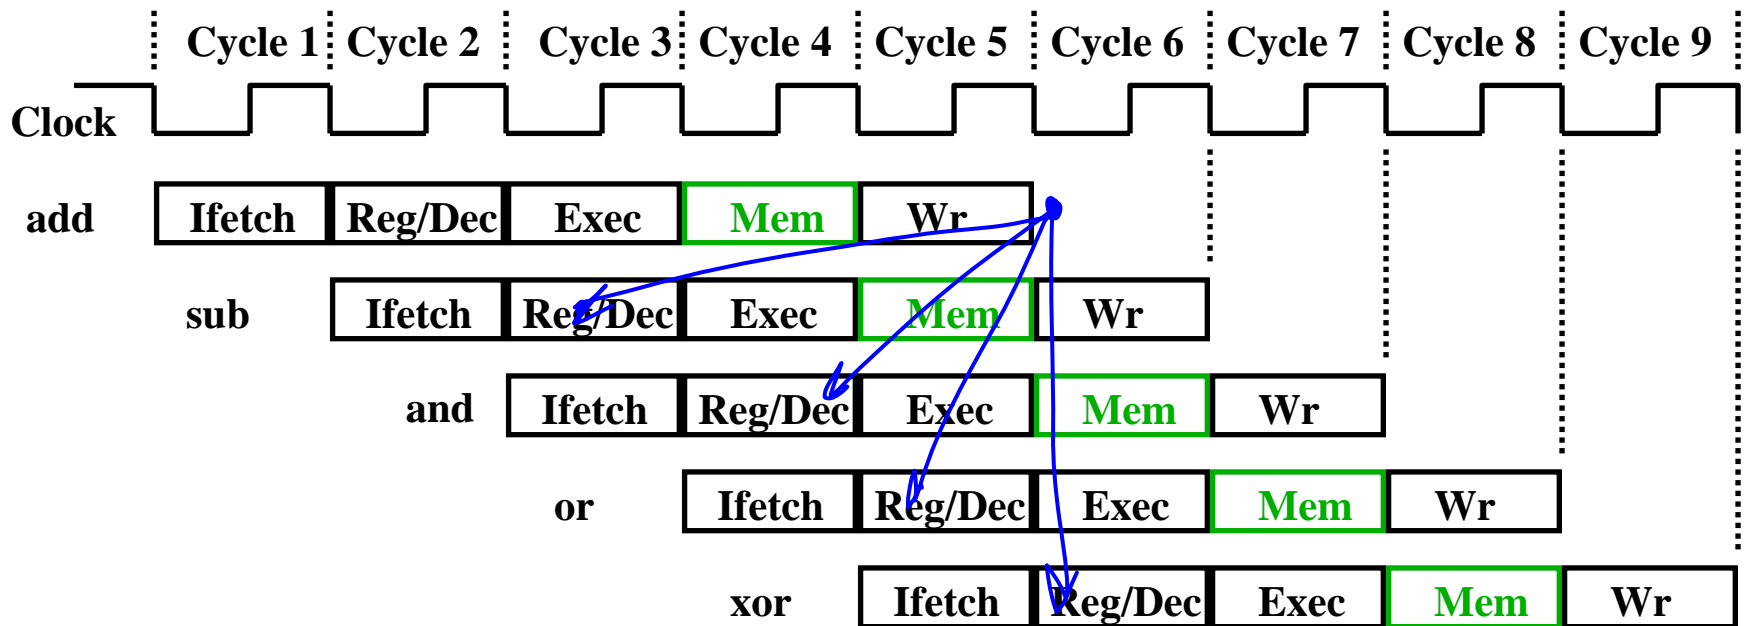 Cycle 1 Cycle 2 Cycle 3 Cycle 4 Cycle 5 Cycle 6 Cycle 7 Cycle 8 Cycle 9
Clock
add Ifetch Reg/Dec Exec Mem Wr
sub Ifetch Reg/Dec Exec Mem Wr
and Ifetch Reg/Dec Exec Mem Wr
or Ifetch Reg/Dec Exec Mem Wr
xor Ifetch Reg/Dec Exec Mem Wr